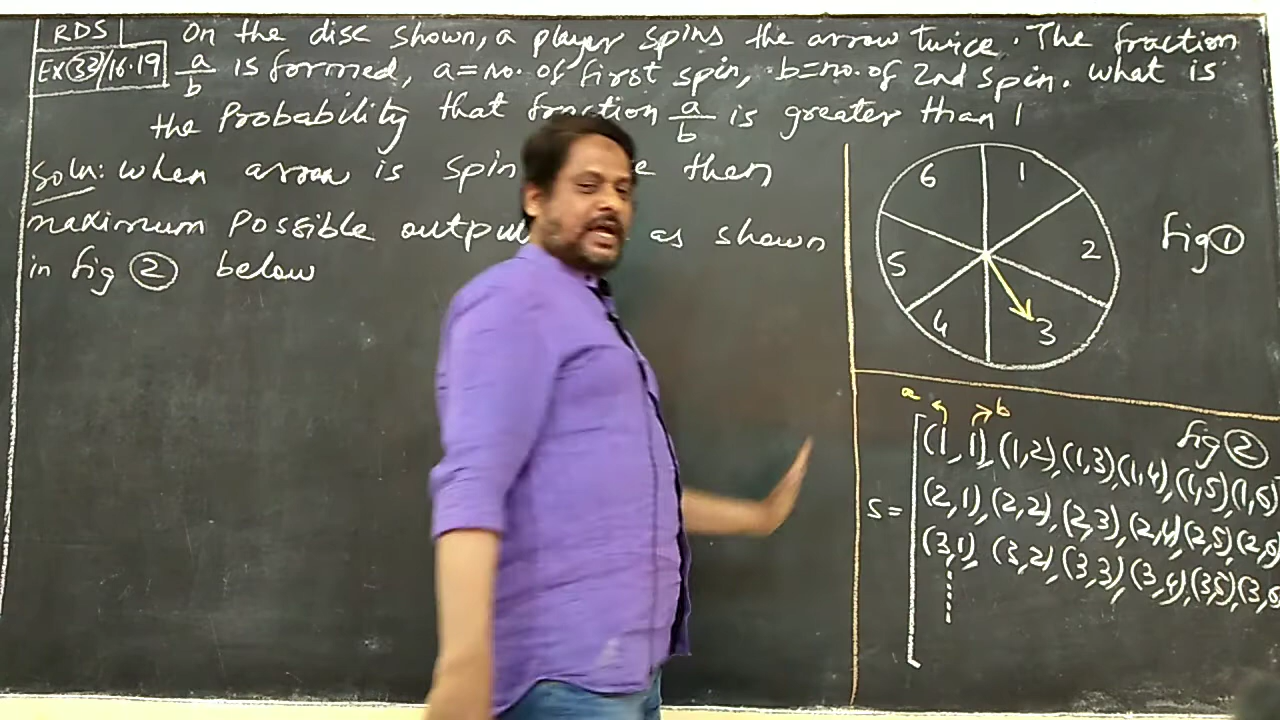 RDS On the disc shown, a player spins the arrow twice. The fraction
Ex(33)/16.19 a/b is formed, a = no. of first spin, b = no. of 2nd spin. What is
the Probability that fraction a/b is greater than 1
Soln: when arrow is spin then
maximum Possible as shown
in fig ② below
6 1
5 2
4 3
fig ①
a b
fig ②
S =
(1,1), (1,2), (1,3), (1,4), (1,5) (1,6)
(2,1), (2,2), (2,3), (2,4) (2,5) (2,6)
(3,1), (3,2), (3,3), (3,4), (3,5) (3,6